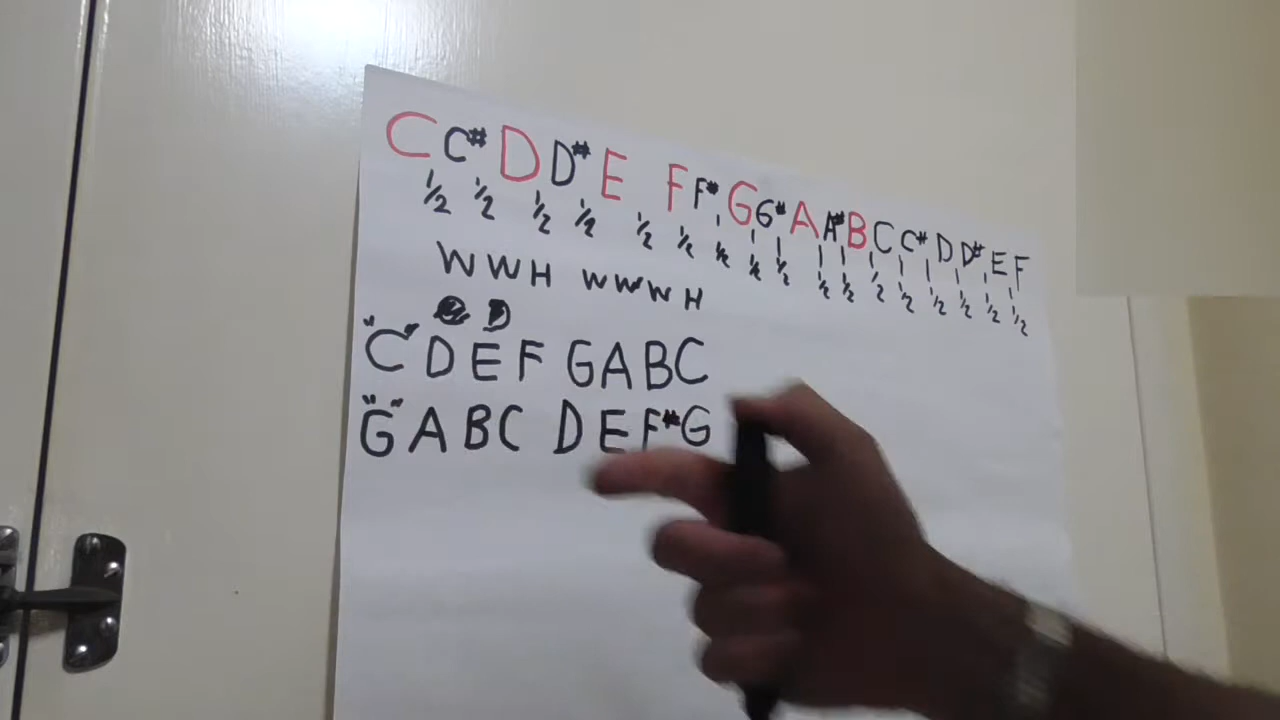 C C# D D# E F F# G G# A A# B C C# D D# E F
1/2 1/2 1/2 1/2 1/2 1/2 1/2 1/2 1/2 1/2 1/2 1/2 1/2 1/2 1/2 1/2 1/2
W W H W W W H
D
"C" D E F G A B C
"G" A B C D E F# G